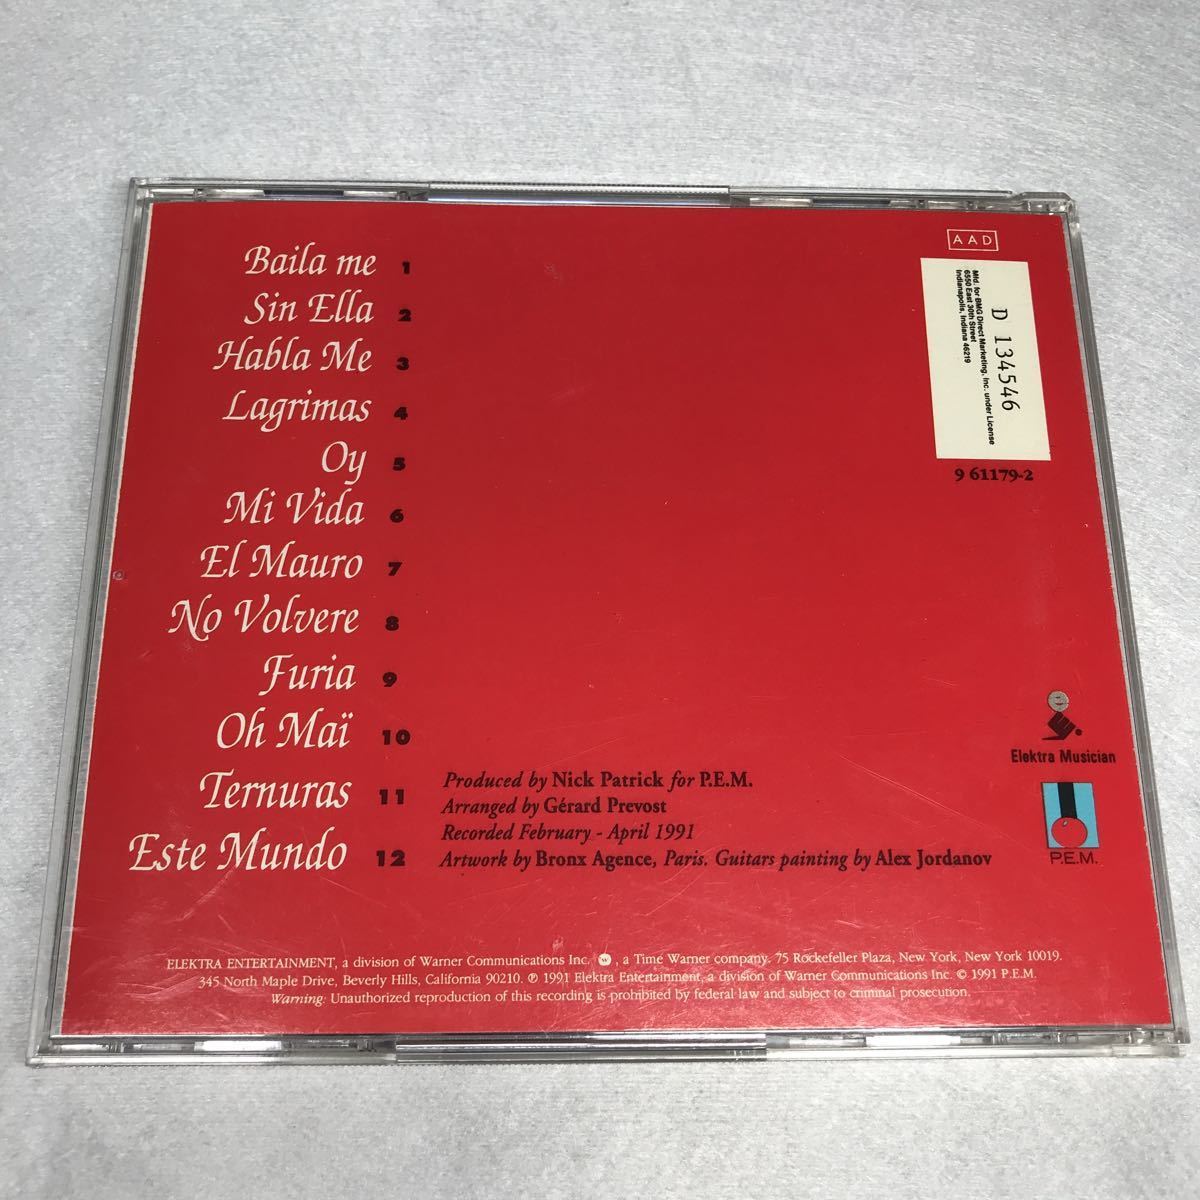 Baila me 1
Sin Ella 2
Habla Me 3
Lagrimas 4
Oy 5
Mi Vida 6
El Mauro 7
No Volvere 8
Furia 9
Oh Maï 10
Ternuras 11
Este Mundo 12
AAD
D 134546
Mfd. for BMG Direct Marketing, Inc. under License
6550 East 30th Street
Indianapolis, Indiana 46219
9 61179-2
Elektra Musician
P.E.M.
Produced by Nick Patrick for P.E.M.
Arranged by Gérard Prevost
Recorded February - April 1991
Artwork by Bronx Agence, Paris. Guitars painting by Alex Jordanov
ELEKTRA ENTERTAINMENT, a division of Warner Communications Inc. , a Time Warner company. 75 Rockefeller Plaza, New York, New York 10019.
345 North Maple Drive, Beverly Hills, California 90210. ℗ 1991 Elektra Entertainment, a division of Warner Communications Inc. © 1991 P.E.M.
Warning: Unauthorized reproduction of this recording is prohibited by federal law and subject to criminal prosecution.